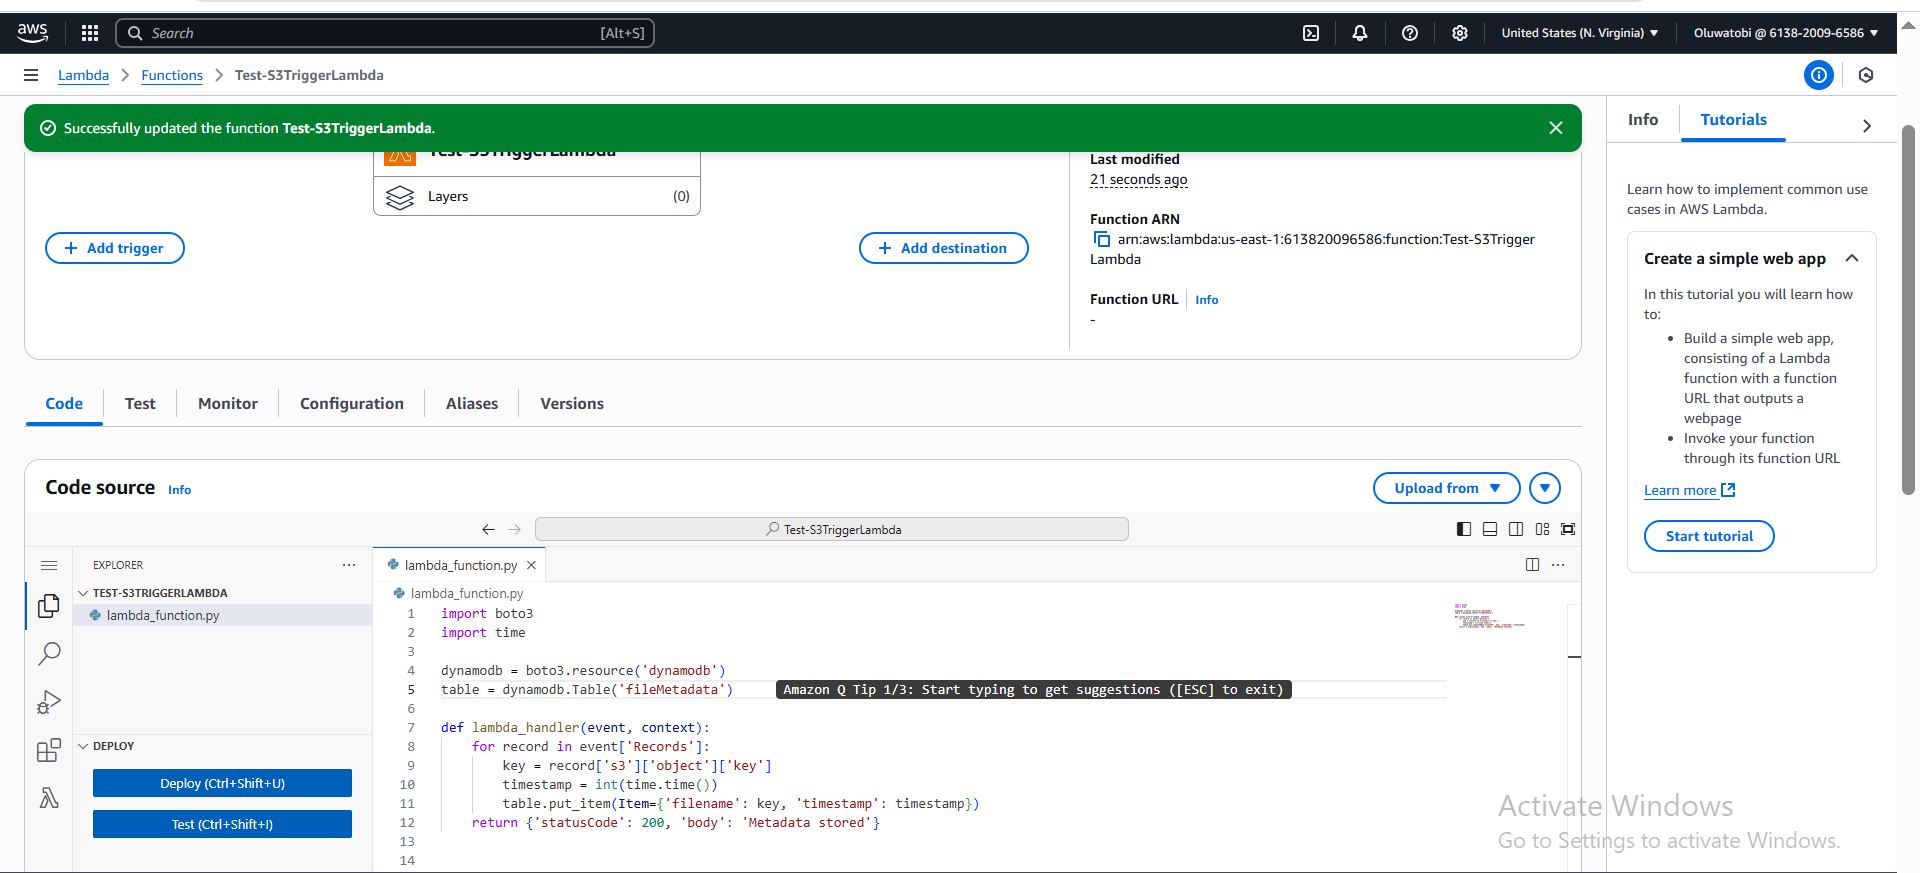 aws
Search
[Alt+S]
United States (N. Virginia)
Oluwatobi @ 6138-2009-6586
Lambda
Functions
Test-S3TriggerLambda
Successfully updated the function Test-S3TriggerLambda.
Test-S3TriggerLambda
Layers
(0)
Add trigger
Add destination
Last modified
21 seconds ago
Function ARN
arn:aws:lambda:us-east-1:613820096586:function:Test-S3Trigger
Lambda
Function URL
Info
-
Code
Test
Monitor
Configuration
Aliases
Versions
Code source
Info
Upload from
Test-S3TriggerLambda
EXPLORER
TEST-S3TRIGGERLAMBDA
lambda_function.py
DEPLOY
Deploy (Ctrl+Shift+U)
Test (Ctrl+Shift+I)
lambda_function.py
lambda_function.py
1 import boto3
2 import time
3
4 dynamodb = boto3.resource('dynamodb')
5 table = dynamodb.Table('fileMetadata')
Amazon Q Tip 1/3: Start typing to get suggestions ([ESC] to exit)
6
7 def lambda_handler(event, context):
8     for record in event['Records']:
9         key = record['s3']['object']['key']
10         timestamp = int(time.time())
11         table.put_item(Item={'filename': key, 'timestamp': timestamp})
12     return {'statusCode': 200, 'body': 'Metadata stored'}
13
14
Info
Tutorials
Learn how to implement common use
cases in AWS Lambda.
Create a simple web app
In this tutorial you will learn how
to:
• Build a simple web app,
consisting of a Lambda
function with a function
URL that outputs a
webpage
• Invoke your function
through its function URL
Learn more
Start tutorial
Activate Windows
Go to Settings to activate Windows.